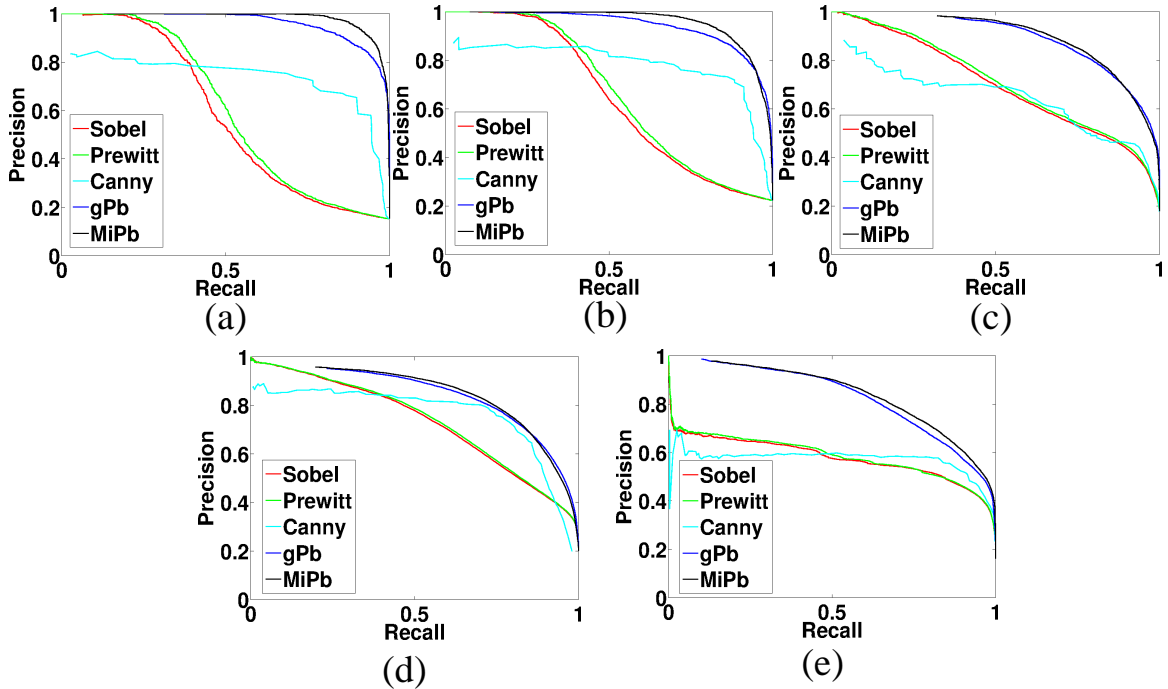 1
0.8
0.6
0.4
0.2
0
Precision
Sobel
Prewitt
Canny
gPb
MiPb
0 0.5 1
Recall
(a)
1
0.8
0.6
0.4
0.2
0
Precision
Sobel
Prewitt
Canny
gPb
MiPb
0 0.5 1
Recall
(b)
1
0.8
0.6
0.4
0.2
0
Precision
Sobel
Prewitt
Canny
gPb
MiPb
0 0.5 1
Recall
(c)
1
0.8
0.6
0.4
0.2
0
Precision
Sobel
Prewitt
Canny
gPb
MiPb
0 0.5 1
Recall
(d)
1
0.8
0.6
0.4
0.2
0
Precision
Sobel
Prewitt
Canny
gPb
MiPb
0 0.5 1
Recall
(e)